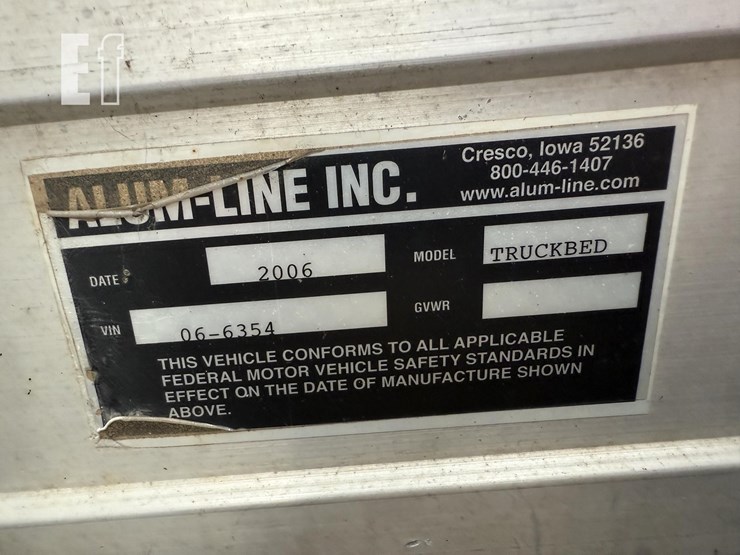 Ef
ALUM-LINE INC.
Cresco, Iowa 52136
800-446-1407
www.alum-line.com
DATE 2006
MODEL TRUCKBED
VIN 06-6354
GVWR
THIS VEHICLE CONFORMS TO ALL APPLICABLE
FEDERAL MOTOR VEHICLE SAFETY STANDARDS IN
EFFECT ON THE DATE OF MANUFACTURE SHOWN
ABOVE.